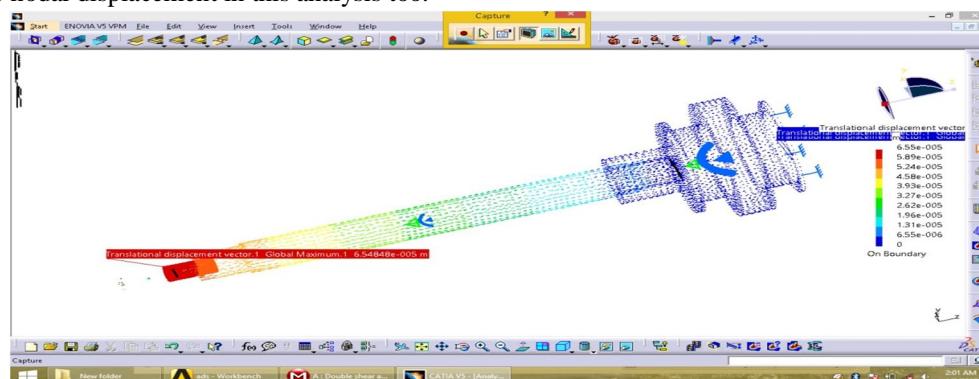 nodal displacement in this analysis too.
Capture ?
Start ENOVIA V5 VPM File Edit View Insert Tools Window Help
Translational displacement vector
6.55e-005
5.89e-005
5.24e-005
4.58e-005
3.93e-005
3.27e-005
2.62e-005
1.96e-005
1.31e-005
6.55e-006
0
On Boundary
Translational displacement vector.1 Global Maximum.1 6.54848e-005 m
Capture
New folder
ads - Workbench
A : Double shear a...
CATIA V5 - [Analy...
2:01 AM